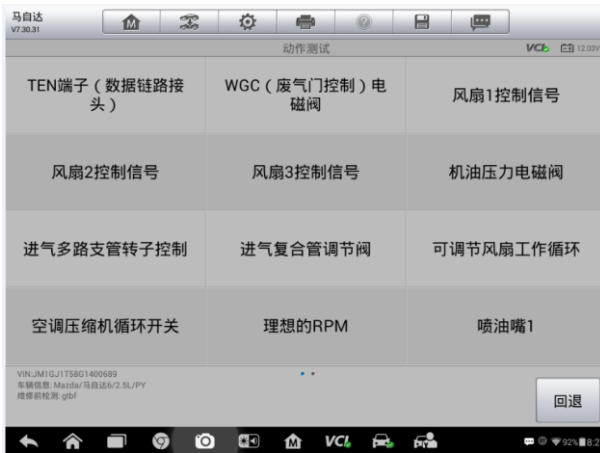 马自达
V7.30.31
动作测试
VCI
12.03V
TEN端子（数据链路接
头）
WGC（废气门控制）电
磁阀
风扇1控制信号
风扇2控制信号
风扇3控制信号
机油压力电磁阀
进气多路支管转子控制
进气复合管调节阀
可调节风扇工作循环
空调压缩机循环开关
理想的RPM
喷油嘴1
VIN:JM1GJ1T58G1400689
车辆信息: Mazda/马自达6/2.5L/PY
维修前检测: gtbf
回退
M
VCI
92%